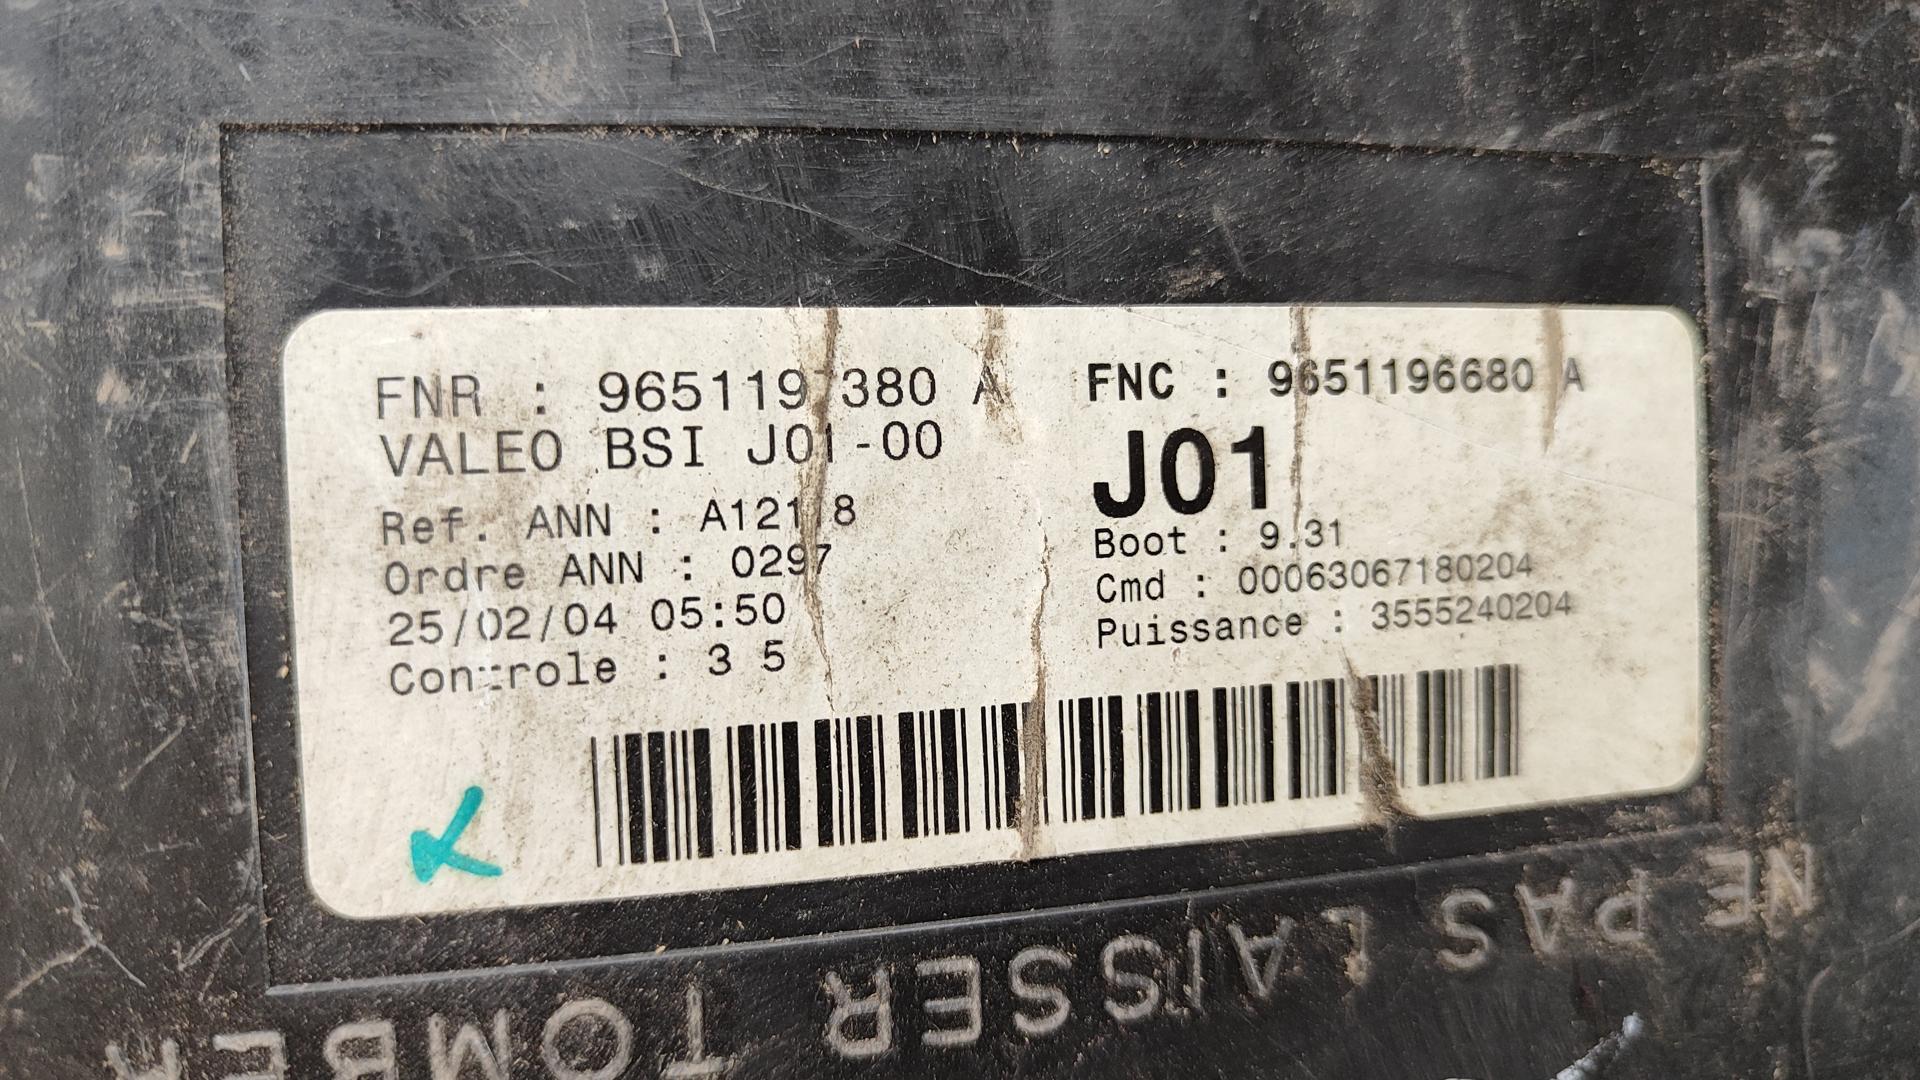 FNR : 9651197380 A
VALEO BSI J01-00
Ref. ANN :
Ordre ANN : 0297
25/02/04 05:50
Controle : 3 5
FNC : 9651196680 A
J01
Boot : 9.31
Cmd : 00063067180204
Puissance : 3555240204
NE PAS LAISSER TOMBER